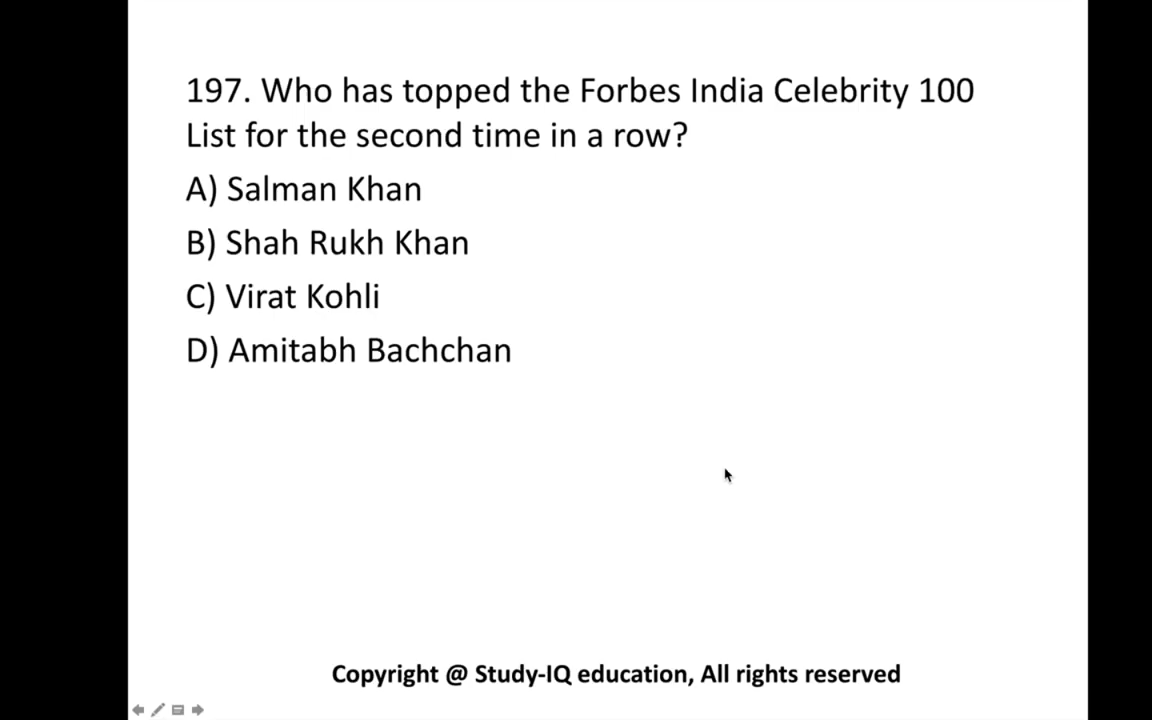 197. Who has topped the Forbes India Celebrity 100
List for the second time in a row?
A) Salman Khan
B) Shah Rukh Khan
C) Virat Kohli
D) Amitabh Bachchan
Copyright @ Study-IQ education, All rights reserved